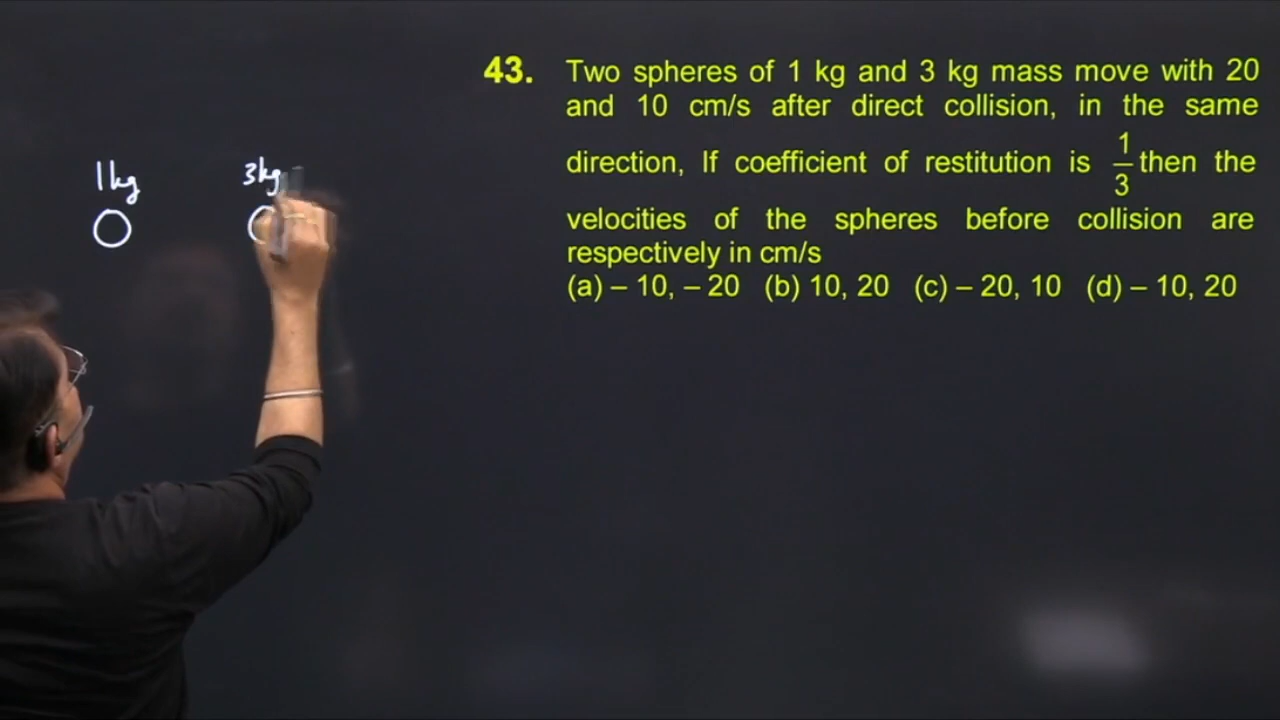 43. Two spheres of 1 kg and 3 kg mass move with 20
and 10 cm/s after direct collision, in the same
direction, If coefficient of restitution is 1/3 then the
velocities of the spheres before collision are
respectively in cm/s
(a) – 10, – 20 (b) 10, 20 (c) – 20, 10 (d) – 10, 20
1kg 3kg